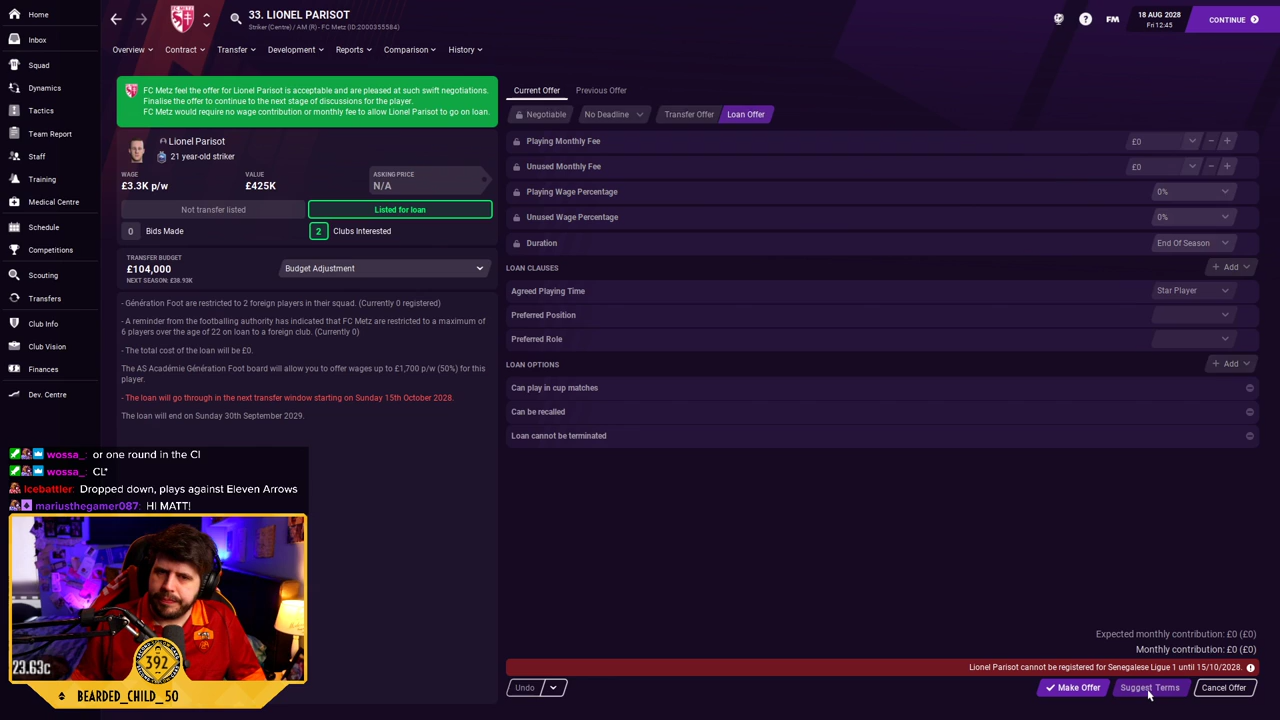 Home
Inbox
Squad
Dynamics
Tactics
Team Report
Staff
Training
Medical Centre
Schedule
Competitions
Scouting
Transfers
Club Info
Club Vision
Finances
Dev. Centre
33. LIONEL PARISOT
Striker (Centre) / AM (R) - FC Metz (ID:2000355584)
FM
18 AUG 2028
Fri 12:45
CONTINUE
Overview
Contract
Transfer
Development
Reports
Comparison
History
FC Metz feel the offer for Lionel Parisot is acceptable and are pleased at such swift negotiations.
Finalise the offer to continue to the next stage of discussions for the player.
FC Metz would require no wage contribution or monthly fee to allow Lionel Parisot to go on loan.
Lionel Parisot
21 year-old striker
WAGE
£3.3K p/w
VALUE
£425K
ASKING PRICE
N/A
Not transfer listed
Listed for loan
0 Bids Made
2 Clubs Interested
TRANSFER BUDGET
£104,000
NEXT SEASON: £38.93K
Budget Adjustment
- Génération Foot are restricted to 2 foreign players in their squad. (Currently 0 registered)
- A reminder from the footballing authority has indicated that FC Metz are restricted to a maximum of
6 players over the age of 22 on loan to a foreign club. (Currently 0)
- The total cost of the loan will be £0.
The AS Académie Génération Foot board will allow you to offer wages up to £1,700 p/w (50%) for this
player.
- The loan will go through in the next transfer window starting on Sunday 15th October 2028.
The loan will end on Sunday 30th September 2029.
Current Offer
Previous Offer
Negotiable
No Deadline
Transfer Offer
Loan Offer
Playing Monthly Fee £0
Unused Monthly Fee £0
Playing Wage Percentage 0%
Unused Wage Percentage 0%
Duration End Of Season
LOAN CLAUSES + Add
Agreed Playing Time Star Player
Preferred Position
Preferred Role
LOAN OPTIONS + Add
Can play in cup matches
Can be recalled
Loan cannot be terminated
Expected monthly contribution: £0 (£0)
Monthly contribution: £0 (£0)
Lionel Parisot cannot be registered for Senegalese Ligue 1 until 15/10/2028.
Undo
Make Offer
Suggest Terms
Cancel Offer
wossa_: or one round in the Cl
wossa_: CL*
Icebattler: Dropped down, plays against Eleven Arrows
mariusthegamer087: HI MATT!
23.63c
392
BEARDED_CHILD_50